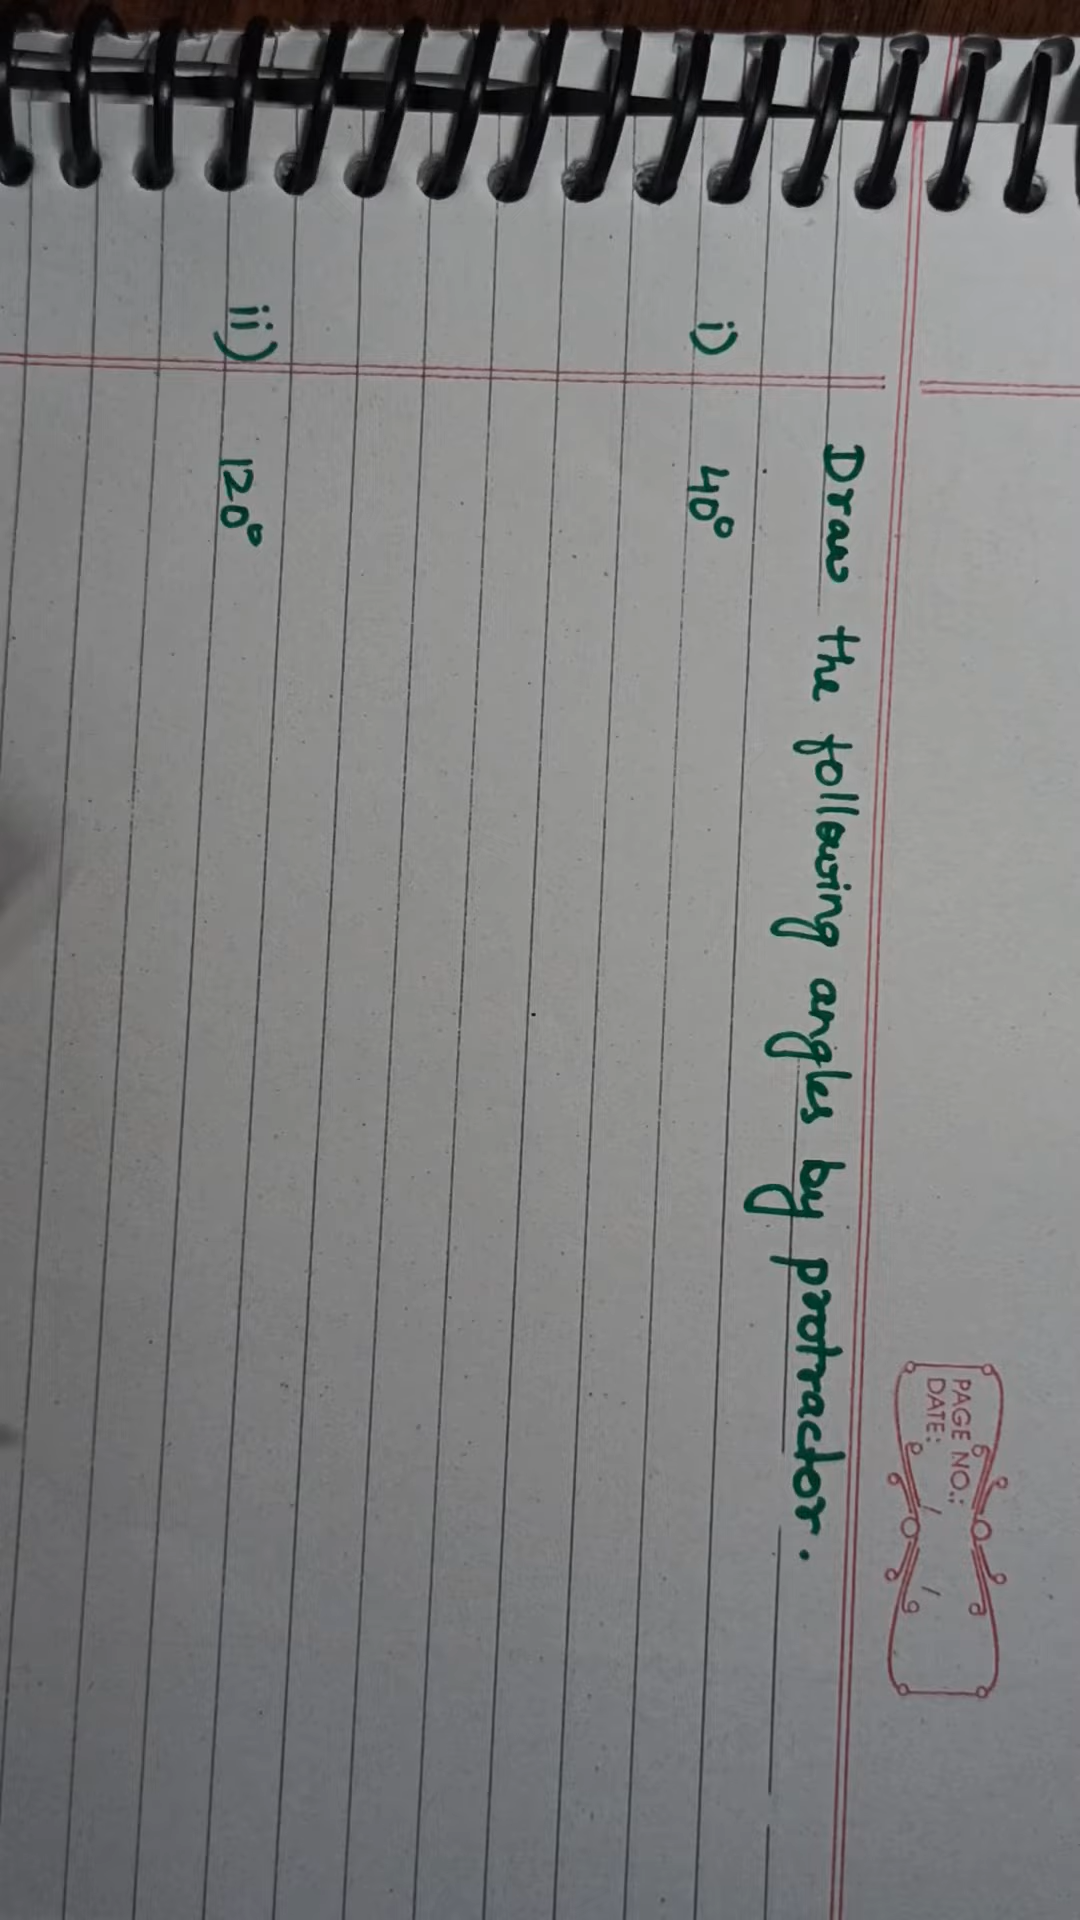 PAGE NO.:
DATE: / /
Draw the following angles by protractor.
i) 40°
ii) 120°